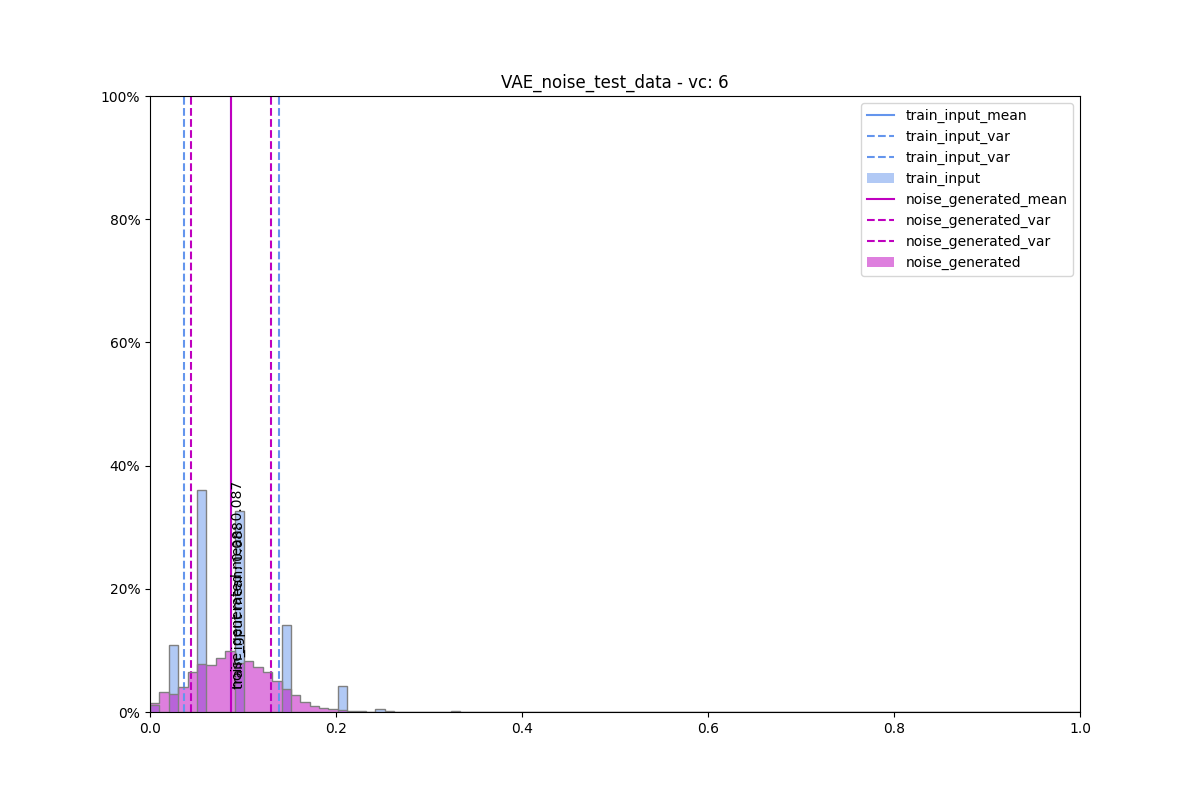 VAE_noise_test_data - vc: 6
100%
80%
60%
40%
20%
0%
0.0
0.2
0.4
0.6
0.8
1.0
train_input_mean
train_input_var
train_input_var
train_input
noise_generated_mean
noise_generated_var
noise_generated_var
noise_generated